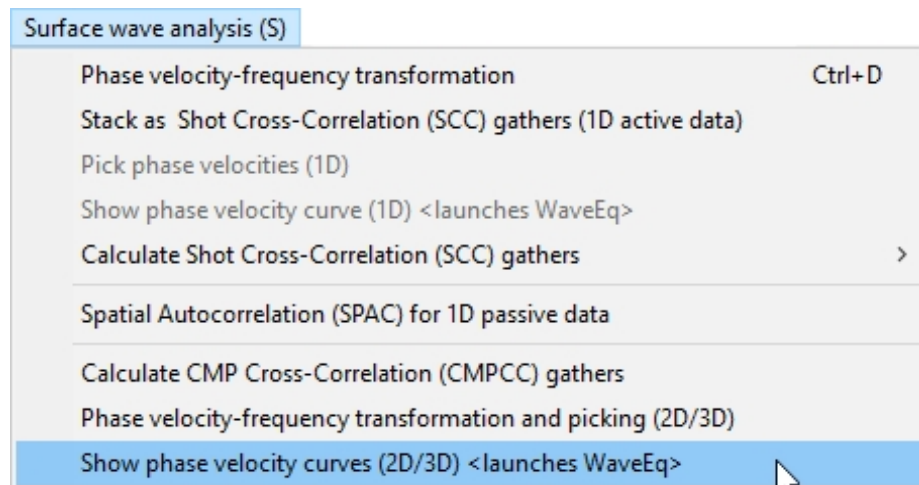 Surface wave analysis (S)
Phase velocity-frequency transformation Ctrl+D
Stack as Shot Cross-Correlation (SCC) gathers (1D active data)
Pick phase velocities (1D)
Show phase velocity curve (1D) <launches WaveEq>
Calculate Shot Cross-Correlation (SCC) gathers >
Spatial Autocorrelation (SPAC) for 1D passive data
Calculate CMP Cross-Correlation (CMPCC) gathers
Phase velocity-frequency transformation and picking (2D/3D)
Show phase velocity curves (2D/3D) <launches WaveEq>